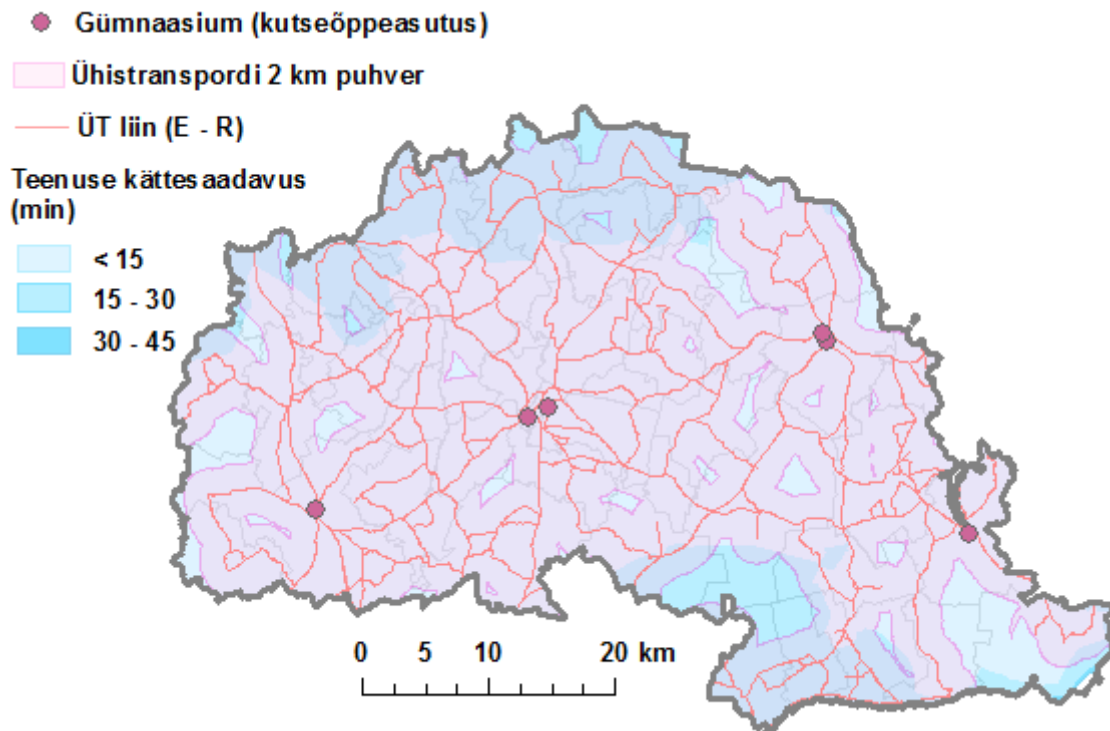 Gümnaasium (kutseõppeasutus)
Ühistranspordi 2 km puhver
ÜT liin (E - R)
Teenuse kättesaadavus
(min)
< 15
15 - 30
30 - 45
0 5 10 20 km